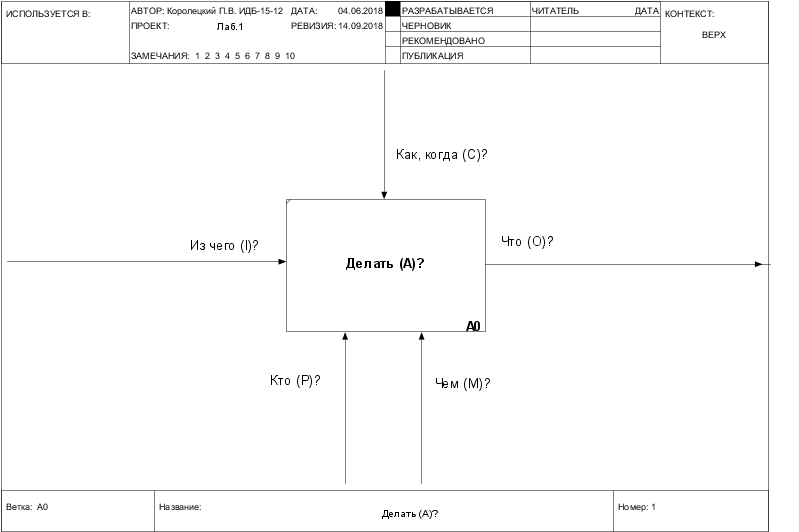 ИСПОЛЬЗУЕТСЯ В:
АВТОР: Королецкий П.В. ИДБ-15-12 ДАТА: 04.06.2018
ПРОЕКТ: Лаб.1 РЕВИЗИЯ: 14.09.2018
ЗАМЕЧАНИЯ: 1 2 3 4 5 6 7 8 9 10
РАЗРАБАТЫВАЕТСЯ
ЧЕРНОВИК
РЕКОМЕНДОВАНО
ПУБЛИКАЦИЯ
ЧИТАТЕЛЬ ДАТА
КОНТЕКСТ:
ВЕРХ
Как, когда (C)?
Из чего (I)?
Что (O)?
Делать (A)?
A0
Кто (P)?
Чем (M)?
Ветка: A0
Название: Делать (A)?
Номер: 1